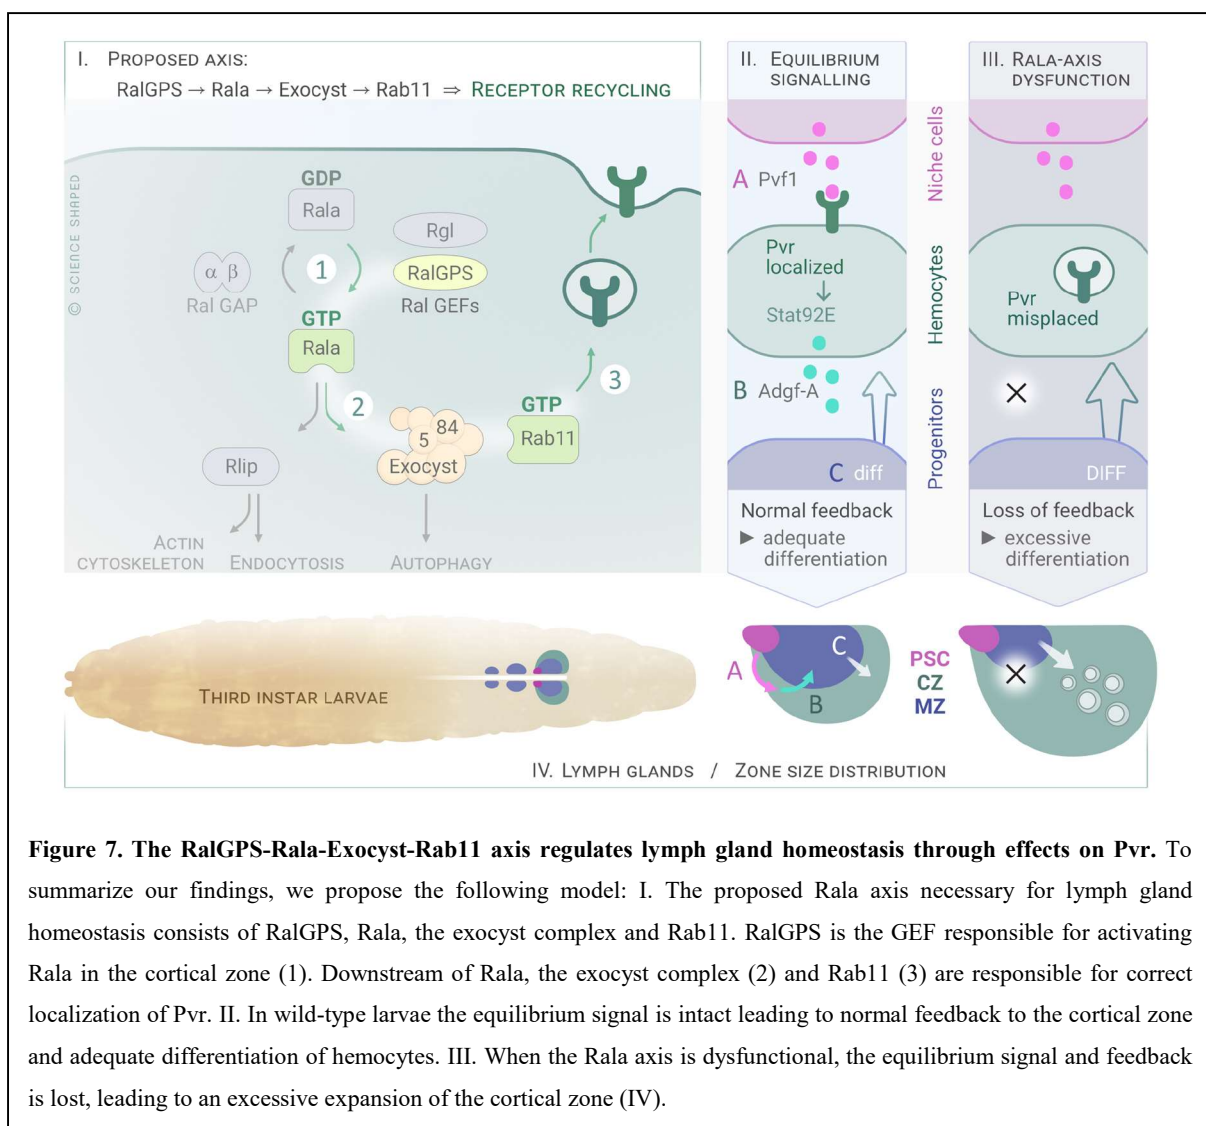 I. PROPOSED AXIS:
RalGPS → Rala → Exocyst → Rab11 ⇒ RECEPTOR RECYCLING
© SCIENCE SHAPED
GDP
Rala
α β
Ral GAP
1
Rgl
RalGPS
Ral GEFs
GTP
Rala
2
3
5
84
Exocyst
GTP
Rab11
Rlip
ACTIN
CYTOSKELETON
ENDOCYTOSIS
AUTOPHAGY
II. EQUILIBRIUM
SIGNALLING
A Pvf1
Pvr
localized
↓
Stat92E
B Adgf-A
C diff
Normal feedback
▶ adequate
differentiation
Niche cells
Hemocytes
Progenitors
III. RALA-AXIS
DYSFUNCTION
Pvr
misplaced
×
DIFF
Loss of feedback
▶ excessive
differentiation
THIRD INSTAR LARVAE
A
B
C
PSC
CZ
MZ
×
IV. LYMPH GLANDS / ZONE SIZE DISTRIBUTION
Figure 7. The RalGPS-Rala-Exocyst-Rab11 axis regulates lymph gland homeostasis through effects on Pvr. To
summarize our findings, we propose the following model: I. The proposed Rala axis necessary for lymph gland
homeostasis consists of RalGPS, Rala, the exocyst complex and Rab11. RalGPS is the GEF responsible for activating
Rala in the cortical zone (1). Downstream of Rala, the exocyst complex (2) and Rab11 (3) are responsible for correct
localization of Pvr. II. In wild-type larvae the equilibrium signal is intact leading to normal feedback to the cortical zone
and adequate differentiation of hemocytes. III. When the Rala axis is dysfunctional, the equilibrium signal and feedback
is lost, leading to an excessive expansion of the cortical zone (IV).